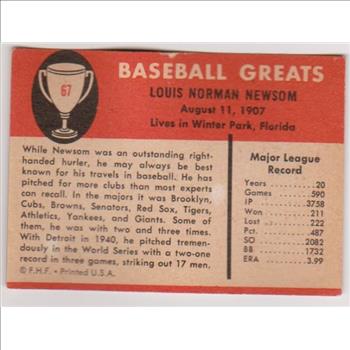 67
BASEBALL GREATS
LOUIS NORMAN NEWSOM
August 11, 1907
Lives in Winter Park, Florida
While Newsom was an outstanding right-
handed hurler, he may always be best
known for his travels in baseball. He has
pitched for more clubs than most experts
can recall. In the majors it was Brooklyn,
Cubs, Browns, Senators, Red Sox, Tigers,
Athletics, Yankees, and Giants. Some of
them, he was with two and three times.
With Detroit in 1940, he pitched tremen-
dously in the World Series with a two-one
record in three games, striking out 17 men.
© F.H.F. • Printed U.S.A.
Major League
Record
Years 20
Games 590
IP 3758
Won 211
Lost 222
Pct. .487
SO 2082
BB 1732
ERA 3.99